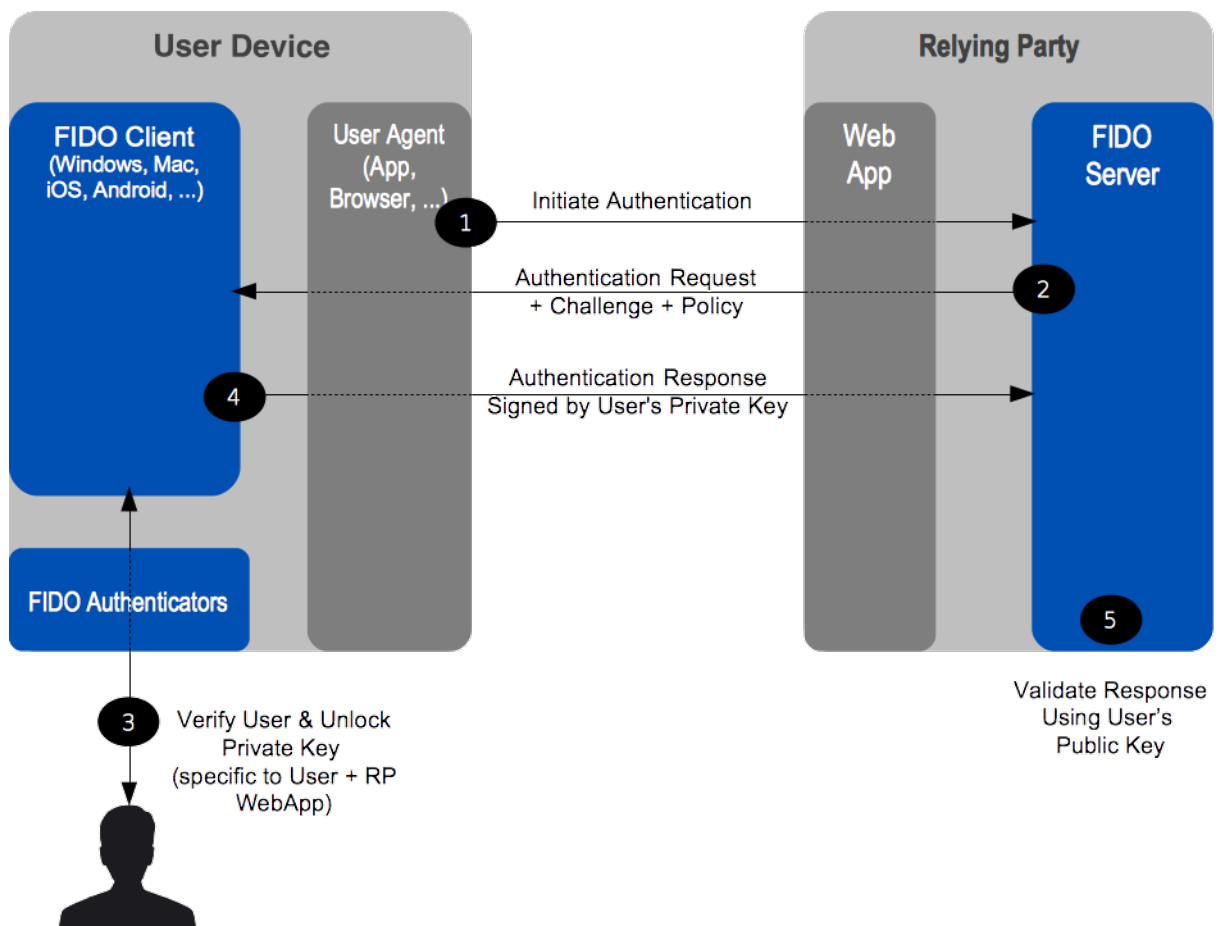 User Device
Relying Party
FIDO Client
(Windows, Mac,
iOS, Android, ...)
User Agent
(App,
Browser, ...)
Web
App
FIDO
Server
1
Initiate Authentication
2
Authentication Request
+ Challenge + Policy
4
Authentication Response
Signed by User's Private Key
FIDO Authenticators
5
Validate Response
Using User's
Public Key
3
Verify User & Unlock
Private Key
(specific to User + RP
WebApp)